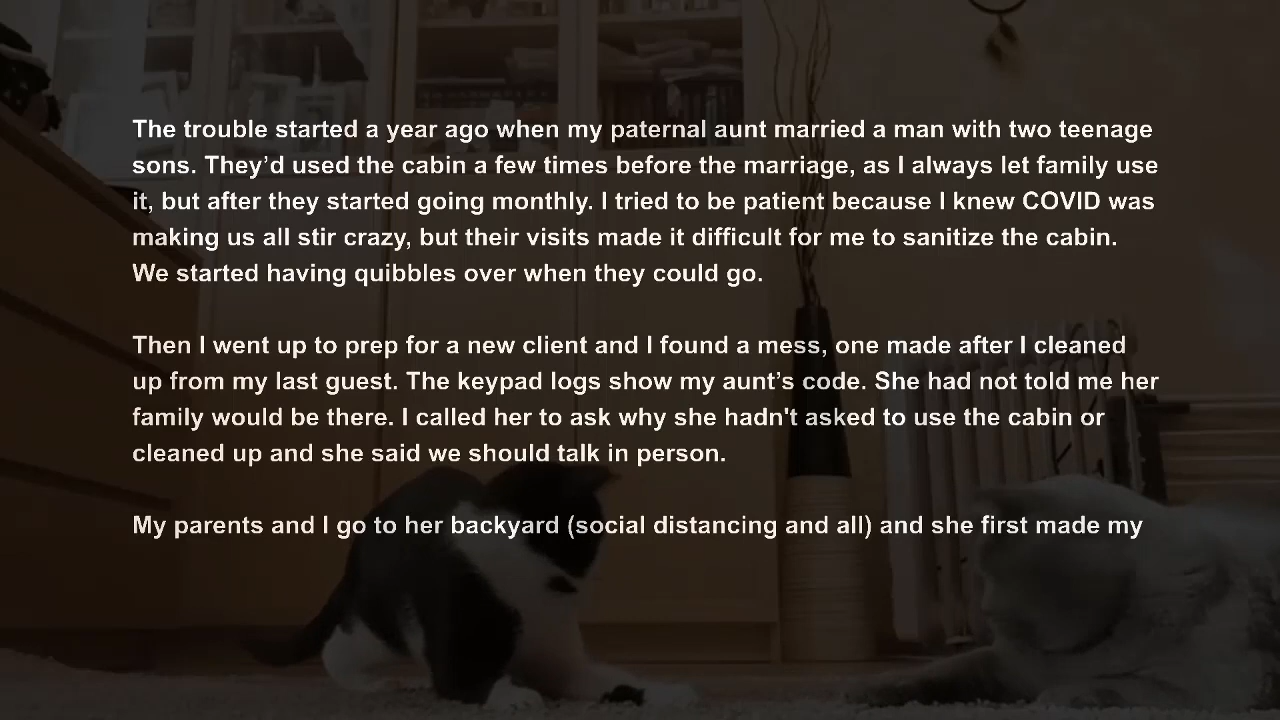 The trouble started a year ago when my paternal aunt married a man with two teenage
sons. They’d used the cabin a few times before the marriage, as I always let family use
it, but after they started going monthly. I tried to be patient because I knew COVID was
making us all stir crazy, but their visits made it difficult for me to sanitize the cabin.
We started having quibbles over when they could go.
Then I went up to prep for a new client and I found a mess, one made after I cleaned
up from my last guest. The keypad logs show my aunt’s code. She had not told me her
family would be there. I called her to ask why she hadn't asked to use the cabin or
cleaned up and she said we should talk in person.
My parents and I go to her backyard (social distancing and all) and she first made my